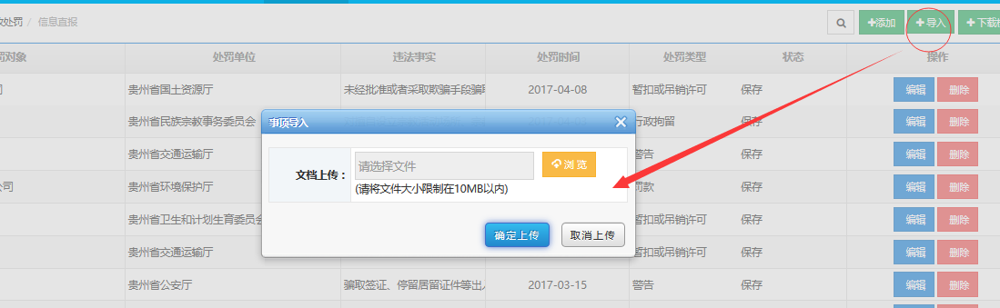 政处罚 / 信息直报
添加 导入 下载模
罚对象 处罚单位 违法事实 处罚时间 处罚类型 状态 操作
司 贵州省国土资源厅 未经批准或者采取欺骗手段骗取 2017-04-08 暂扣或吊销许可 保存 编辑 删除
贵州省民族宗教事务委员会 行政拘留 保存 编辑 删除
贵州省交通运输厅 警告 保存 编辑 删除
公司 贵州省环境保护厅 罚款 保存 编辑 删除
贵州省卫生和计划生育委员会 暂扣或吊销许可 保存 编辑 删除
贵州省交通运输厅 暂扣或吊销许可 保存 编辑 删除
贵州省公安厅 骗取签证、停留居留证件等出入 2017-03-15 警告 保存 编辑 删除
事项导入
文档上传： 请选择文件 浏览
(请将文件大小限制在10MB以内)
确定上传 取消上传